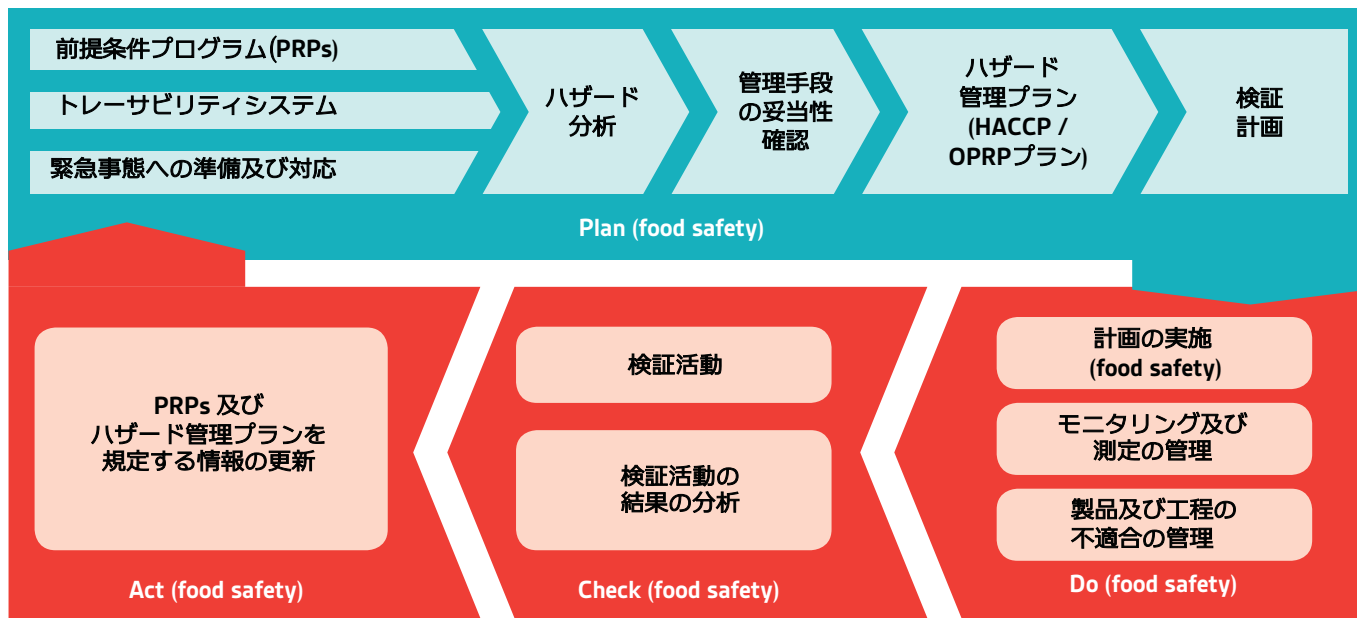 前提条件プログラム(PRPs)
トレーサビリティシステム
緊急事態への準備及び対応
ハザード
分析
管理手段
の妥当性
確認
ハザード
管理プラン
(HACCP /
OPRPプラン)
検証
計画
Plan (food safety)
PRPs 及び
ハザード管理プランを
規定する情報の更新
Act (food safety)
検証活動
検証活動の
結果の分析
Check (food safety)
計画の実施
(food safety)
モニタリング及び
測定の管理
製品及び工程の
不適合の管理
Do (food safety)